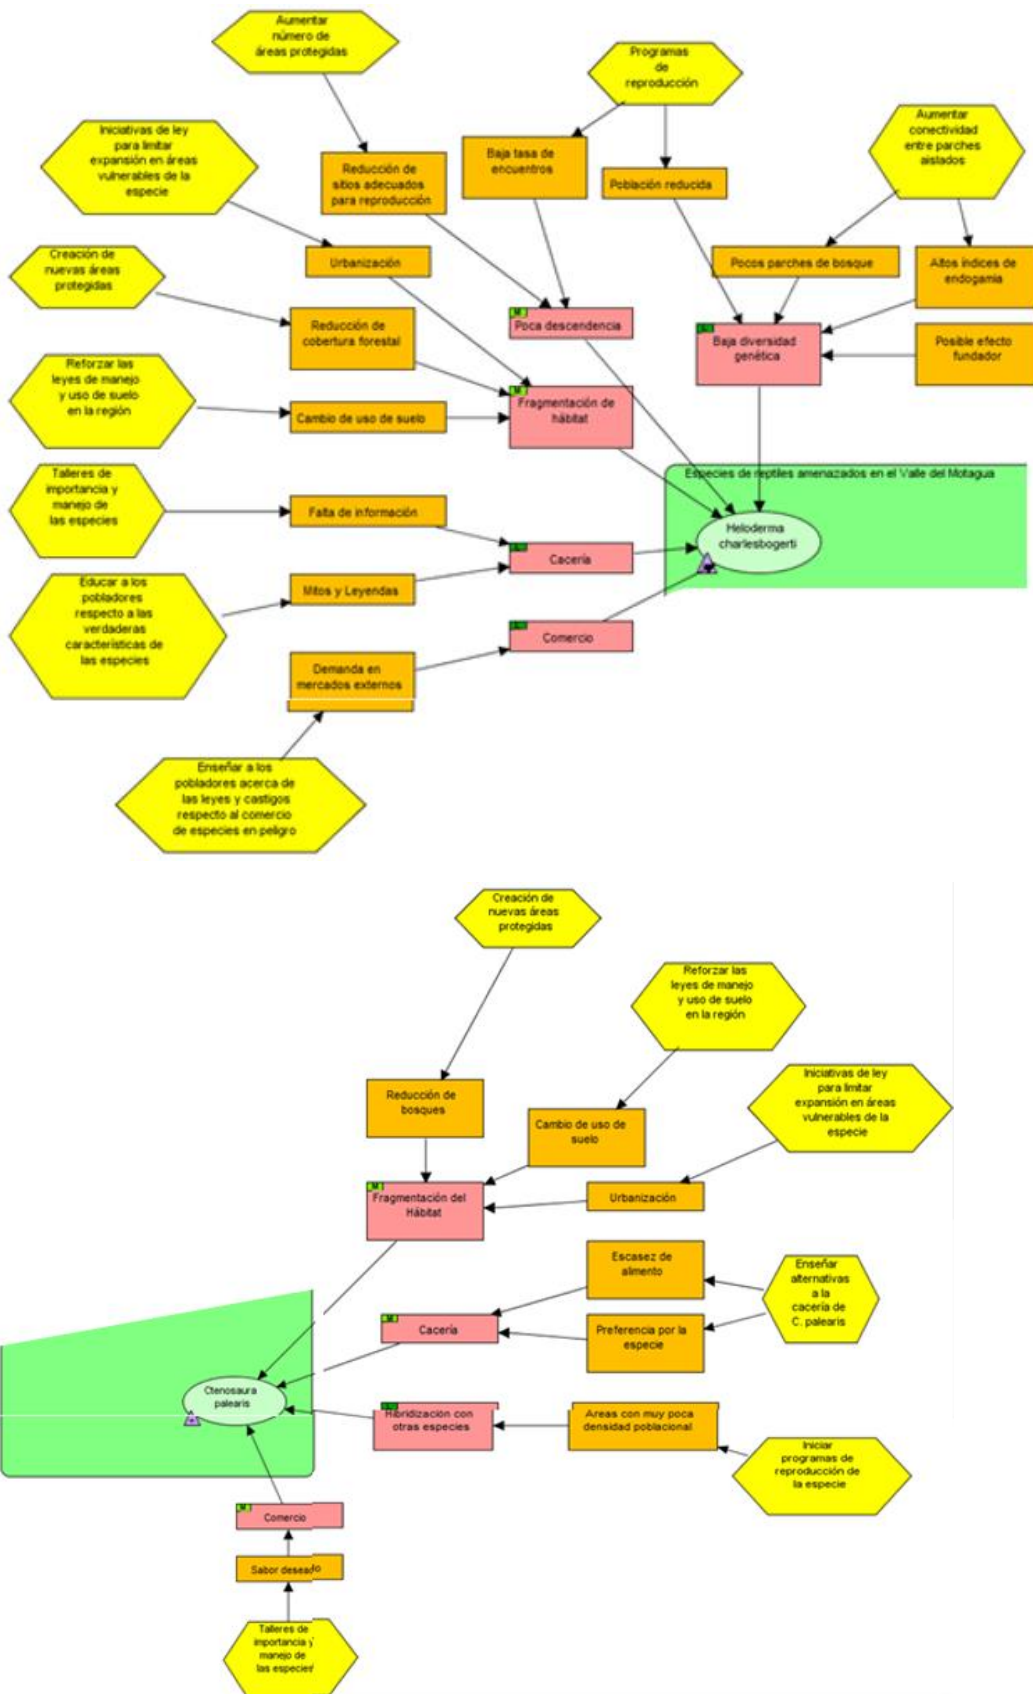 Aumentar
número de
áreas protegidas
Programas
de
reproducción
Aumentar
conectividad
entre parches
aislados
Iniciativas de ley
para limitar
expansión en áreas
vulnerables de la
especie
Reducción de
sitios adecuados
para reproducción
Baja tasa de
encuentros
Población reducida
Creación de
nuevas áreas
protegidas
Urbanización
Pocos parches de bosque
Altos índices de
endogamia
Reducción de
cobertura forestal
M
Poca descendencia
L
Baja diversidad
genética
Posible efecto
fundador
Reforzar las
leyes de manejo
y uso de suelo
en la región
Cambio de uso de suelo
M
Fragmentación de
hábitat
Especies de reptiles amenazados en el Valle del Motagua
Talleres de
importancia y
manejo de
las especies
Falta de información
Heloderma
charlesbogerti
L
Cacería
Educar a los
pobladores
respecto a las
verdaderas
características de
las especies
Mitos y Leyendas
L
Comercio
Demanda en
mercados externos
Enseñar a los
pobladores acerca de
las leyes y castigos
respecto al comercio
de especies en peligro
Creación de
nuevas áreas
protegidas
Reforzar las
leyes de manejo
y uso de suelo
en la región
Iniciativas de ley
para limitar
expansión en áreas
vulnerables de la
especie
Reducción de
bosques
Cambio de uso de
suelo
M
Fragmentación del
Hábitat
Urbanización
Escasez de
alimento
Enseñar
alternativas
a la
cacería de
C. palearis
M
Cacería
Preferencia por la
especie
Ctenosaura
palearis
L
Hibridización con
otras especies
Areas con muy poca
densidad poblacional
Iniciar
programas de
reproducción de
la especie
M
Comercio
Sabor deseado
Talleres de
importancia y
manejo de
las especies